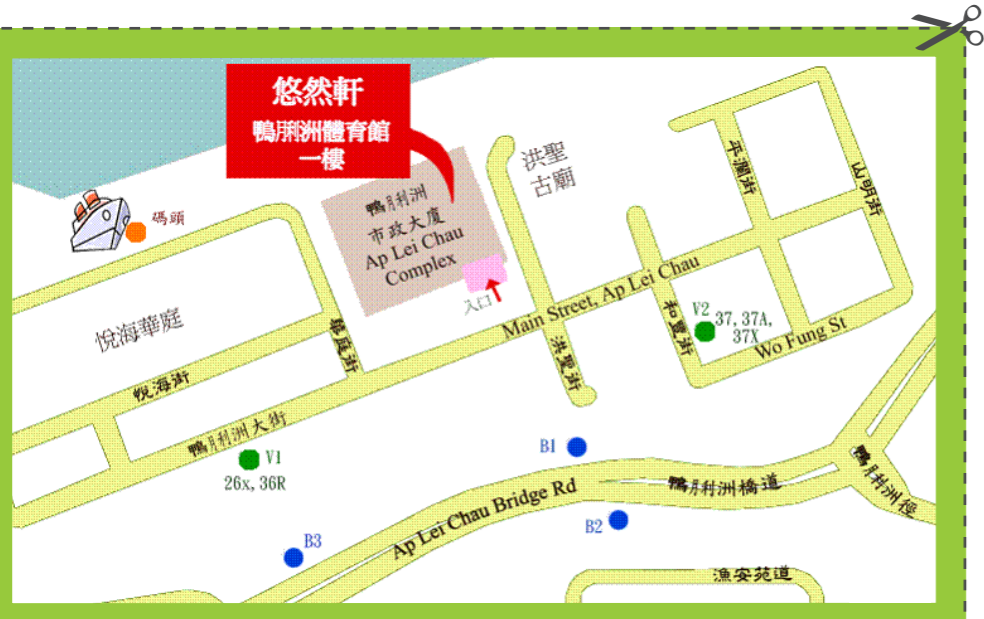 悠然軒
鴨脷洲體育館
一樓
洪聖
古廟
平瀾街
山明街
碼頭
鴨脷洲
市政大廈
Ap Lei Chau
Complex
入口
悅海華庭
悅海街
Main Street, Ap Lei Chau
洪聖街
和豐街
V2
37, 37A,
37X
Wo Fung St
鴨脷洲大街
V1
26x, 36R
B1
B2
B3
Ap Lei Chau Bridge Rd
鴨脷洲橋道
鴨脷洲徑
漁安苑道